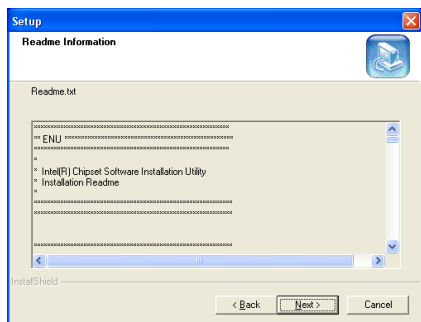 Setup
Readme Information
Readme.txt
************************************************************
** ENU ******************************************************
************************************************************
*
* Intel(R) Chipset Software Installation Utility
* Installation Readme
*
*************************************************************
*************************************************************
*************************************************************
InstallShield
< Back
Next >
Cancel